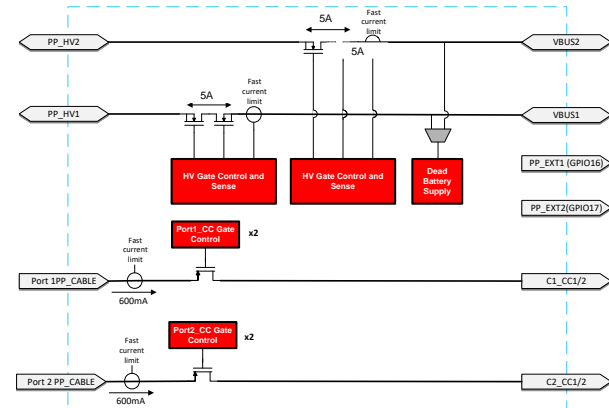 5A
Fast
current
limit
PP_HV2
5A
VBUS2
5A
Fast
current
limit
PP_HV1
VBUS1
HV Gate Control and
Sense
HV Gate Control and
Sense
Dead
Battery
Supply
PP_EXT1 (GPIO16)
PP_EXT2(GPIO17)
Port1_CC Gate
Control
x2
Fast
current
limit
Port 1PP_CABLE
C1_CC1/2
600mA
Port2_CC Gate
Control
x2
Fast
current
limit
Port 2 PP_CABLE
C2_CC1/2
600mA